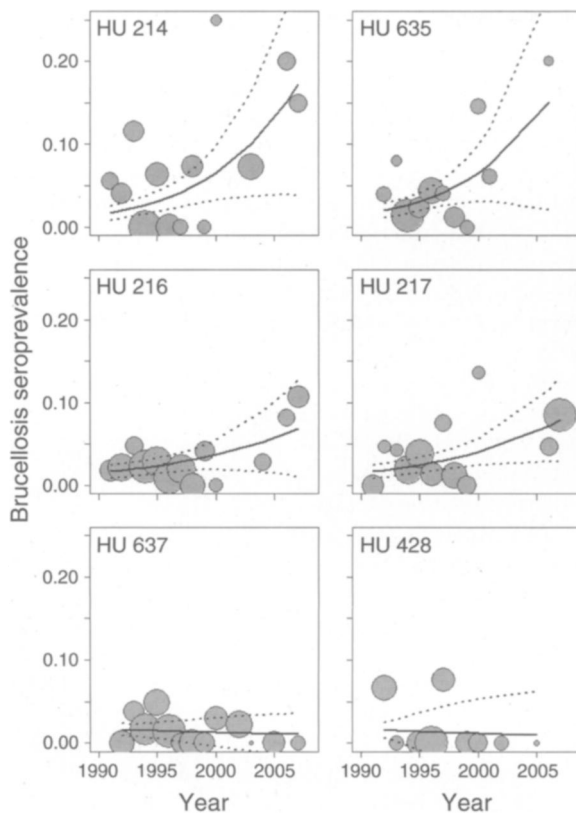 HU 214
HU 635
0.20
0.10
0.00
HU 216
HU 217
0.20
0.10
0.00
Brucellosis seroprevalence
HU 637
HU 428
0.20
0.10
0.00
1990 1995 2000 2005 1990 1995 2000 2005
Year Year